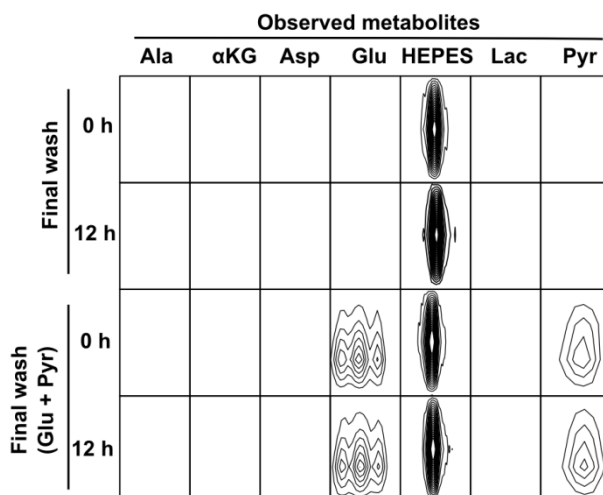 Observed metabolites
Ala αKG Asp Glu HEPES Lac Pyr
Final wash
0 h
12 h
Final wash
(Glu + Pyr)
0 h
12 h